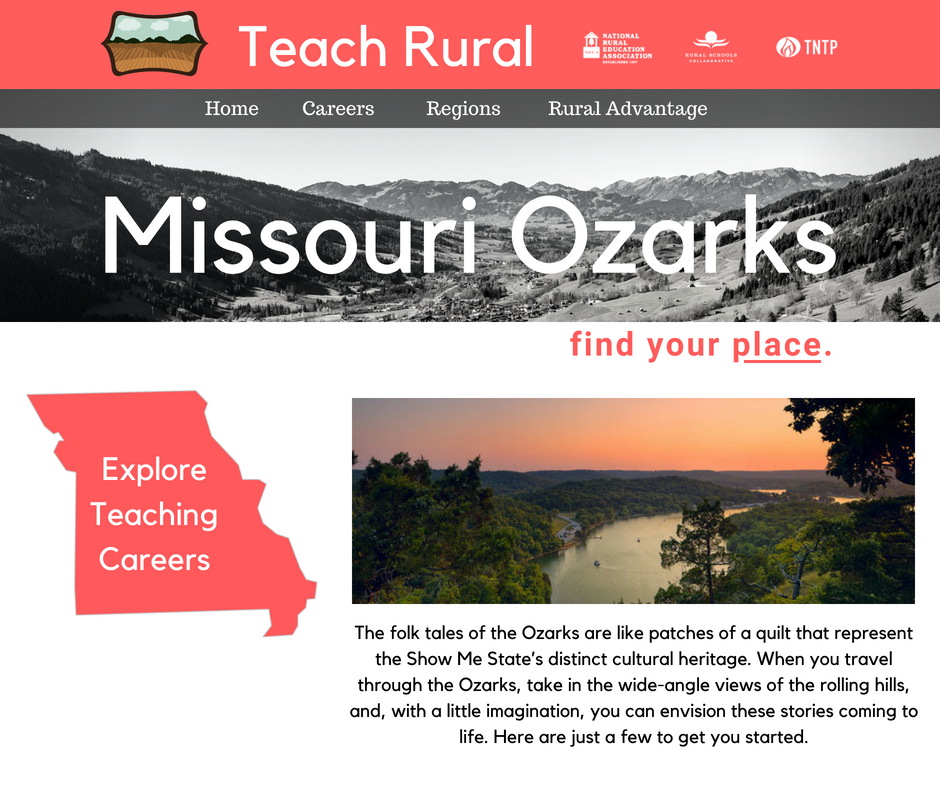 Teach Rural
NATIONAL
RURAL
EDUCATION
ASSOCIATION
ESTABLISHED 1907
RURAL SCHOOLS
COLLABORATIVE
TNTP
Home Careers Regions Rural Advantage
Missouri Ozarks
find your place.
Explore
Teaching
Careers
The folk tales of the Ozarks are like patches of a quilt that represent
the Show Me State's distinct cultural heritage. When you travel
through the Ozarks, take in the wide-angle views of the rolling hills,
and, with a little imagination, you can envision these stories coming to
life. Here are just a few to get you started.